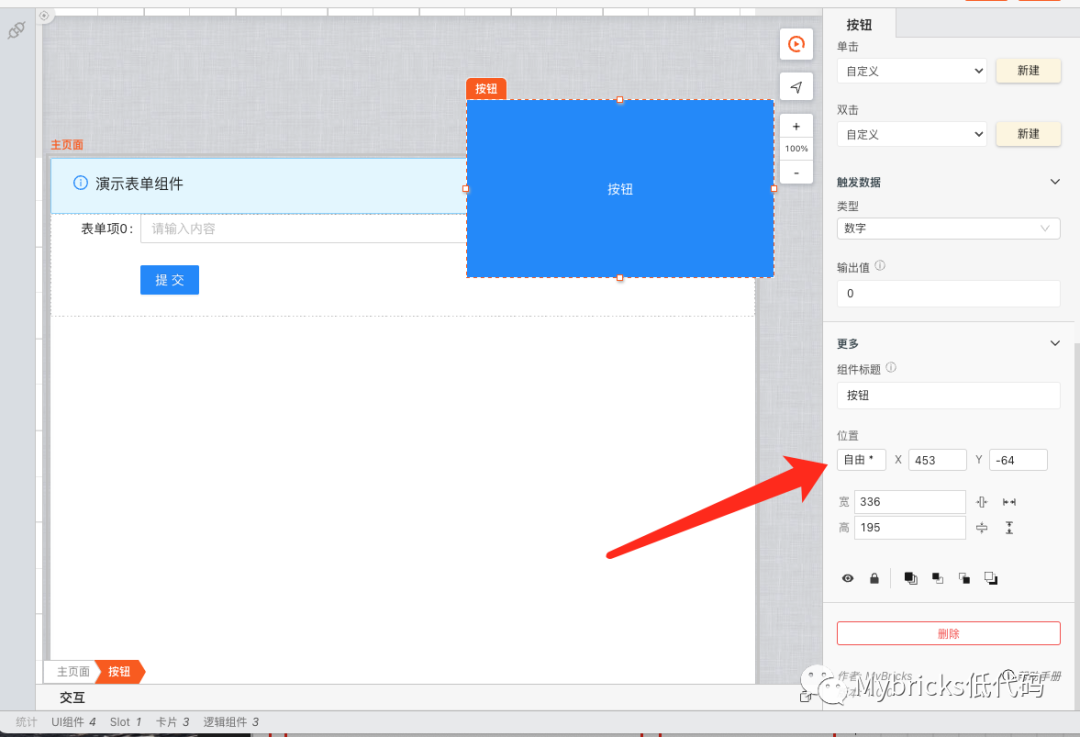 主页面
按钮
演示表单组件
表单项0:
请输入内容
提 交
按钮
+
100%
-
按钮
单击
自定义
新建
双击
自定义
新建
触发数据
类型
数字
输出值
0
更多
组件标题
按钮
位置
自由 *
X
453
Y
-64
宽
336
高
195
删除
作者: MyBricks
Mybricks低代码
主页面
按钮
交互
统计
UI组件 4
Slot 1
卡片 3
逻辑组件 3